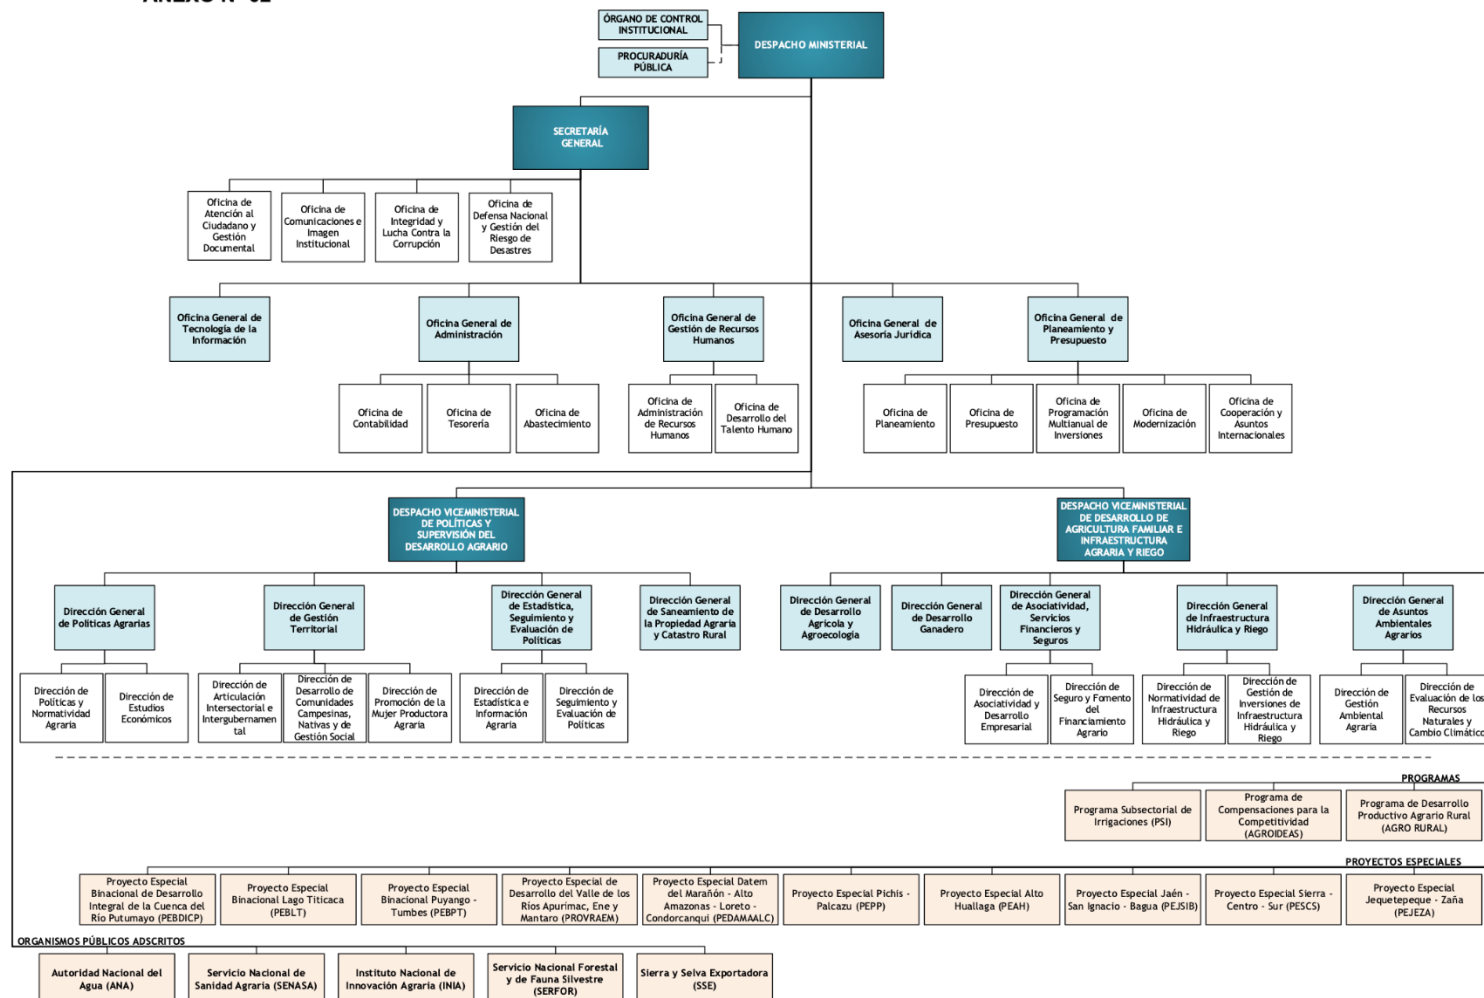 ANEXO N° 02
ÓRGANO DE CONTROL
INSTITUCIONAL
DESPACHO MINISTERIAL
PROCURADURÍA
PÚBLICA
SECRETARÍA
GENERAL
Oficina de
Atención al
Ciudadano y
Gestión
Documental
Oficina de
Comunicaciones e
Imagen
Institucional
Oficina de
Integridad y
Lucha Contra la
Corrupción
Oficina de
Defensa Nacional
y Gestión del
Riesgo de
Desastres
Oficina General de
Tecnología de la
Información
Oficina General de
Administración
Oficina General de
Gestión de Recursos
Humanos
Oficina General de
Asesoría Jurídica
Oficina General de
Planeamiento y
Presupuesto
Oficina de
Contabilidad
Oficina de
Tesorería
Oficina de
Abastecimiento
Oficina de
Administración
de Recursos
Humanos
Oficina de
Desarrollo del
Talento Humano
Oficina de
Planeamiento
Oficina de
Presupuesto
Oficina de
Programación
Multianual de
Inversiones
Oficina de
Modernización
Oficina de
Cooperación y
Asuntos
Internacionales
DESPACHO VICEMINISTERIAL
DE POLÍTICAS Y
SUPERVISIÓN DEL
DESARROLLO AGRARIO
DESPACHO VICEMINISTERIAL
DE DESARROLLO DE
AGRICULTURA FAMILIAR E
INFRAESTRUCTURA
AGRARIA Y RIEGO
Dirección General
de Políticas Agrarias
Dirección General
de Gestión
Territorial
Dirección General
de Estadística,
Seguimiento y
Evaluación de
Políticas
Dirección General
de Saneamiento de
la Propiedad Agraria
y Catastro Rural
Dirección General
de Desarrollo
Agrícola y
Agroecología
Dirección General
de Desarrollo
Ganadero
Dirección General
de Asociatividad,
Servicios
Financieros y
Seguros
Dirección General
de Infraestructura
Hidráulica y Riego
Dirección General
de Asuntos
Ambientales
Agrarios
Dirección de
Políticas y
Normatividad
Agraria
Dirección de
Estudios
Económicos
Dirección de
Articulación
Intersectorial e
Intergubernamen
tal
Dirección de
Desarrollo de
Comunidades
Campesinas,
Nativas y de
Gestión Social
Dirección de
Promoción de la
Mujer Productora
Agraria
Dirección de
Estadística e
Información
Agraria
Dirección de
Seguimiento y
Evaluación de
Políticas
Dirección de
Asociatividad y
Desarrollo
Empresarial
Dirección de
Seguro y Fomento
del
Financiamiento
Agrario
Dirección de
Normatividad de
Infraestructura
Hidráulica y
Riego
Dirección de
Gestión de
Inversiones de
Infraestructura
Hidráulica y
Riego
Dirección de
Gestión
Ambiental
Agraria
Dirección de
Evaluación de los
Recursos
Naturales y
Cambio Climático
PROGRAMAS
Programa Subsectorial de
Irrigaciones (PSI)
Programa de
Compensaciones para la
Competitividad
(AGROIDEAS)
Programa de Desarrollo
Productivo Agrario Rural
(AGRO RURAL)
PROYECTOS ESPECIALES
Proyecto Especial
Binacional de Desarrollo
Integral de la Cuenca del
Río Putumayo (PEBDICP)
Proyecto Especial
Binacional Lago Titicaca
(PEBLT)
Proyecto Especial
Binacional Puyango -
Tumbes (PEBPT)
Proyecto Especial de
Desarrollo del Valle de los
Ríos Apurímac, Ene y
Mantaro (PROVRAEM)
Proyecto Especial Datem
del Marañón - Alto
Amazonas - Loreto -
Condorcanqui (PEDAMAALC)
Proyecto Especial Pichis -
Palcazu (PEPP)
Proyecto Especial Alto
Huallaga (PEAH)
Proyecto Especial Jaén -
San Ignacio - Bagua (PEJSIB)
Proyecto Especial Sierra -
Centro - Sur (PESCS)
Proyecto Especial
Jequetepeque - Zaña
(PEJEZA)
ORGANISMOS PÚBLICOS ADSCRITOS
Autoridad Nacional del
Agua (ANA)
Servicio Nacional de
Sanidad Agraria (SENASA)
Instituto Nacional de
Innovación Agraria (INIA)
Servicio Nacional Forestal
y de Fauna Silvestre
(SERFOR)
Sierra y Selva Exportadora
(SSE)